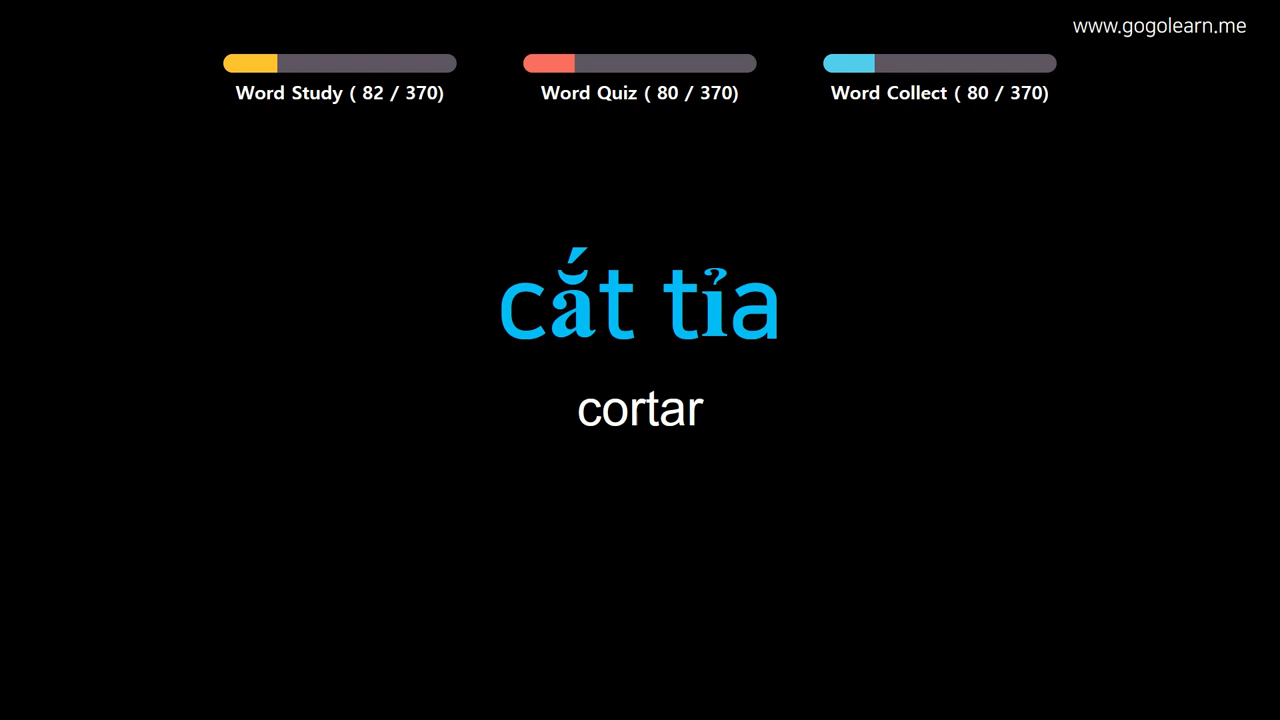 www.gogolearn.me
Word Study ( 82 / 370)
Word Quiz ( 80 / 370)
Word Collect ( 80 / 370)
cắt tỉa
cortar